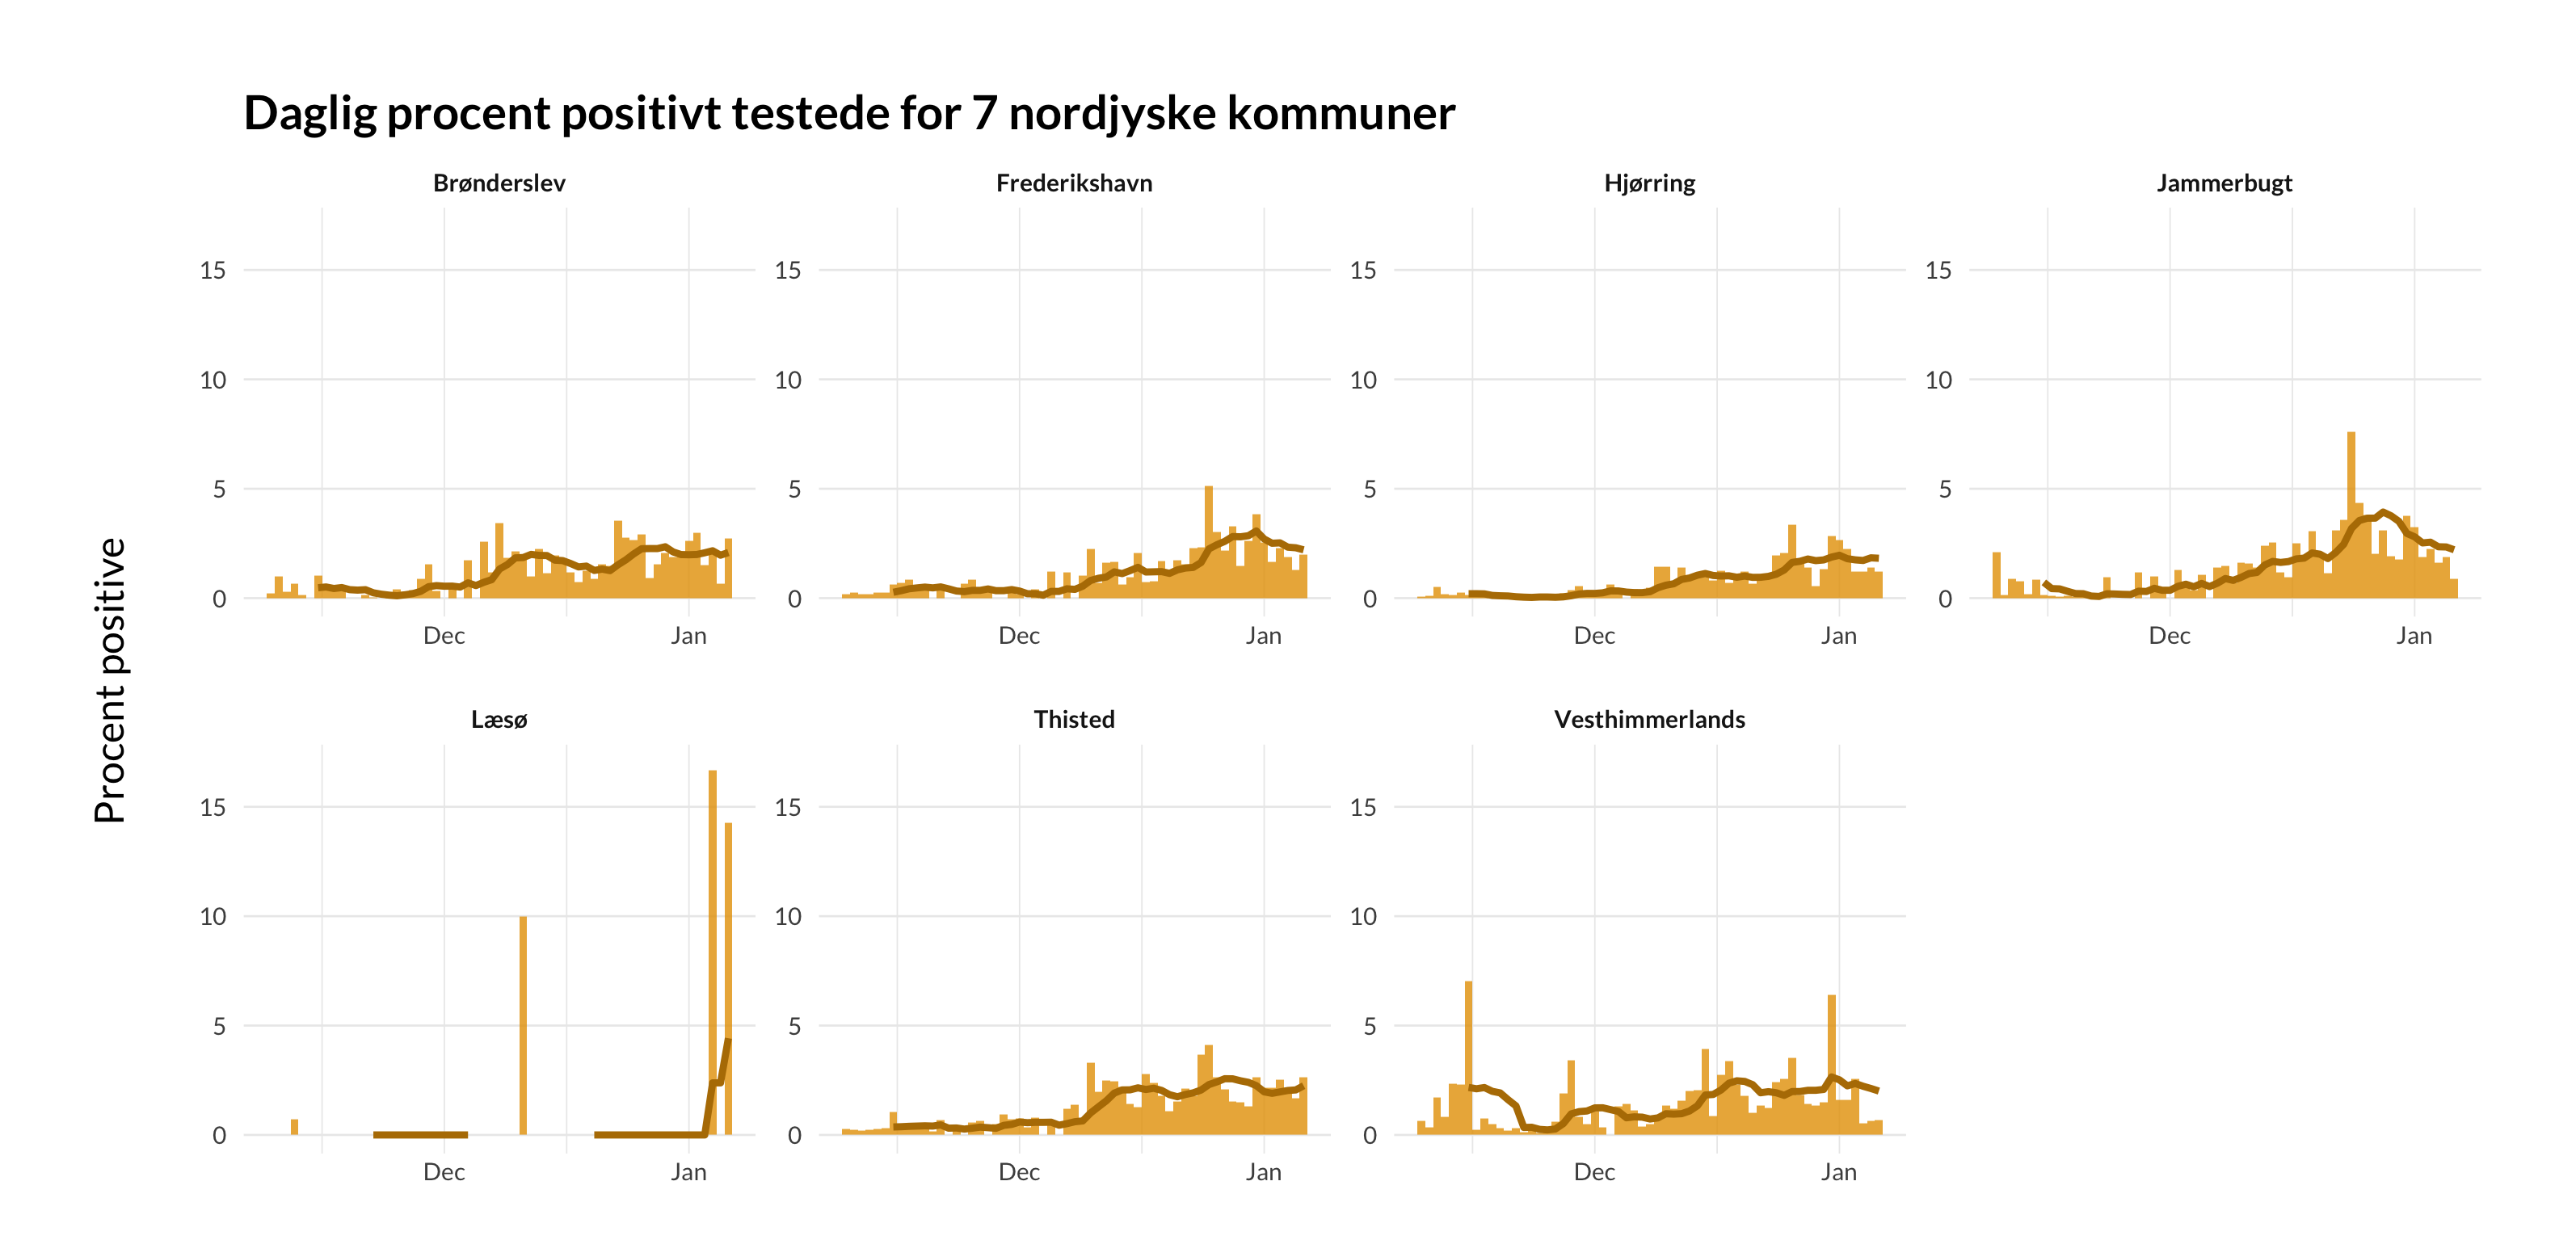 Daglig procent positivt testede for 7 nordjyske kommuner
Procent positive
Brønderslev
15
10
5
0
Dec Jan
Frederikshavn
15
10
5
0
Dec Jan
Hjørring
15
10
5
0
Dec Jan
Jammerbugt
15
10
5
0
Dec Jan
Læsø
15
10
5
0
Dec Jan
Thisted
15
10
5
0
Dec Jan
Vesthimmerlands
15
10
5
0
Dec Jan